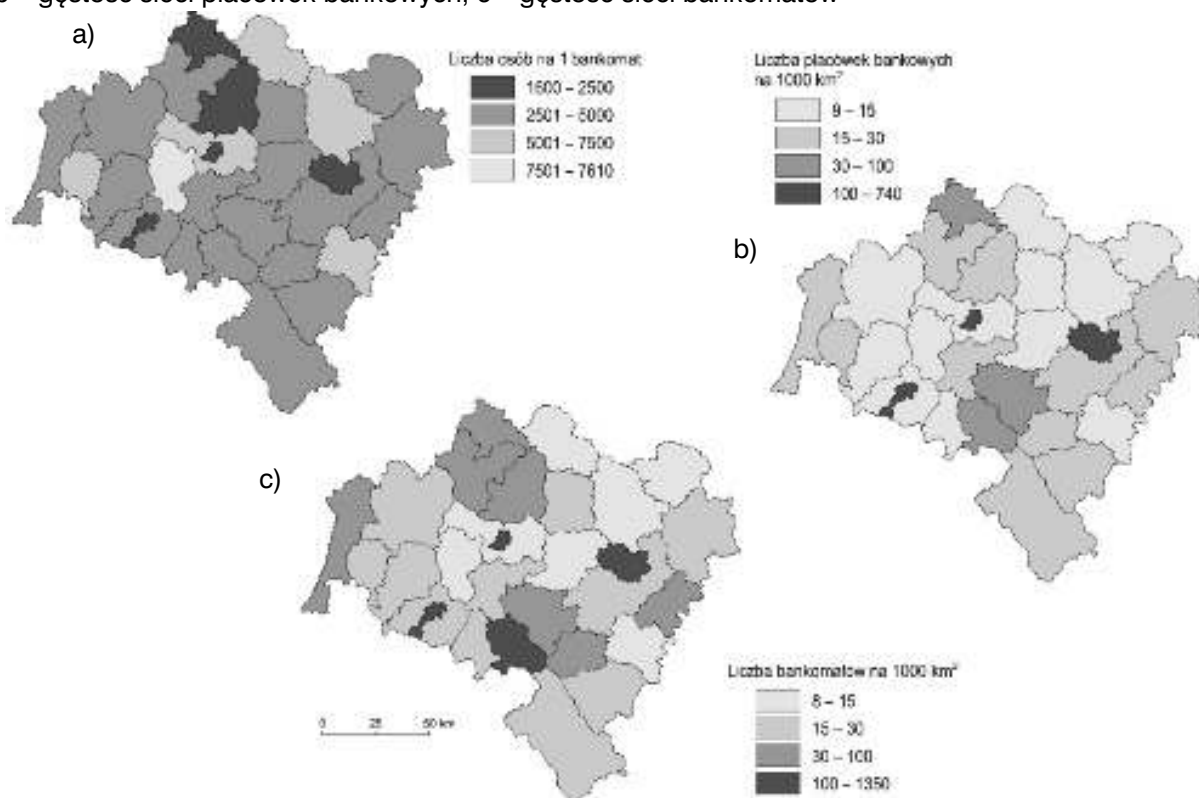 b – gęstość sieci placówek bankowych, c – gęstość sieci bankomatów
a)
Liczba osób na 1 bankomat
1600 – 2500
2501 – 5000
5001 – 7500
7501 – 7610
Liczba placówek bankowych
na 1000 km²
9 – 15
15 – 30
30 – 100
100 – 740
b)
c)
Liczba bankomatów na 1000 km²
8 – 15
15 – 30
30 – 100
100 – 1350
0 25 50 km